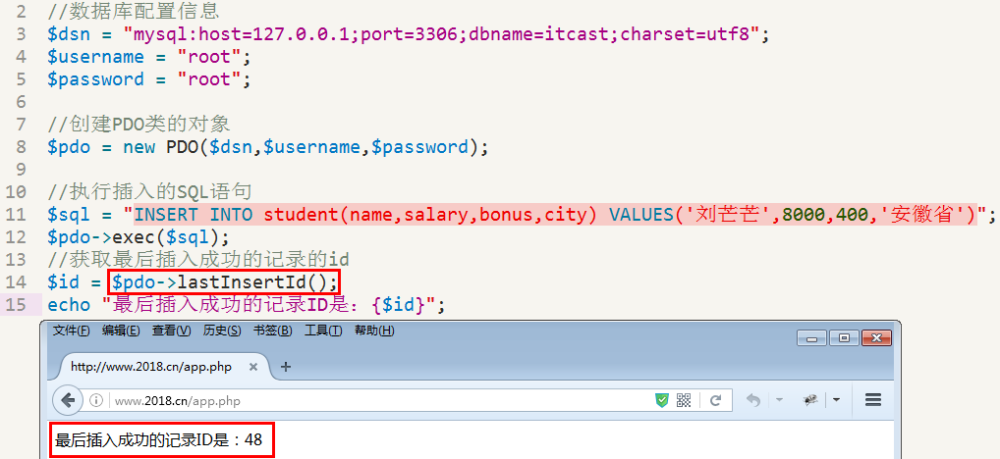 2 //数据库配置信息
3 $dsn = "mysql:host=127.0.0.1;port=3306;dbname=itcast;charset=utf8";
4 $username = "root";
5 $password = "root";
6
7 //创建PDO类的对象
8 $pdo = new PDO($dsn,$username,$password);
9
10 //执行插入的SQL语句
11 $sql = "INSERT INTO student(name,salary,bonus,city) VALUES('刘芒芒',8000,400,'安徽省')";
12 $pdo->exec($sql);
13 //获取最后插入成功的记录的id
14 $id = $pdo->lastInsertId();
15 echo "最后插入成功的记录ID是：{$id}";
文件(F) 编辑(E) 查看(V) 历史(S) 书签(B) 工具(T) 帮助(H)
http://www.2018.cn/app.php × +
www.2018.cn/app.php
最后插入成功的记录ID是：48